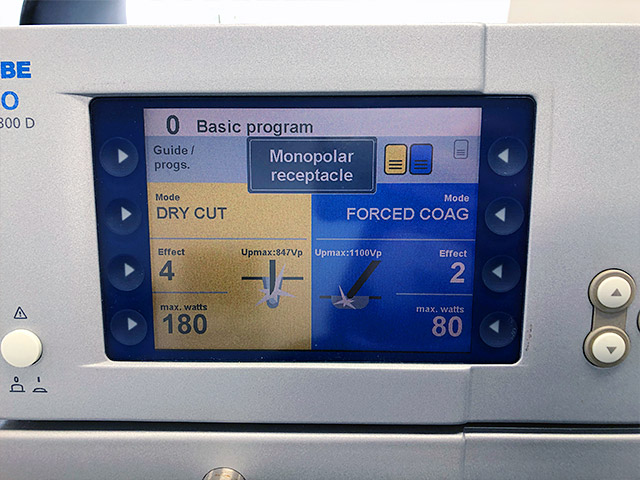 BE
O
300 D
0 Basic program
Guide /
progs.
Monopolar
receptacle
Mode
DRY CUT
Mode
FORCED COAG
Effect
4
Upmax:847Vp
Upmax:1100Vp
Effect
2
max. watts
180
max. watts
80
0 I